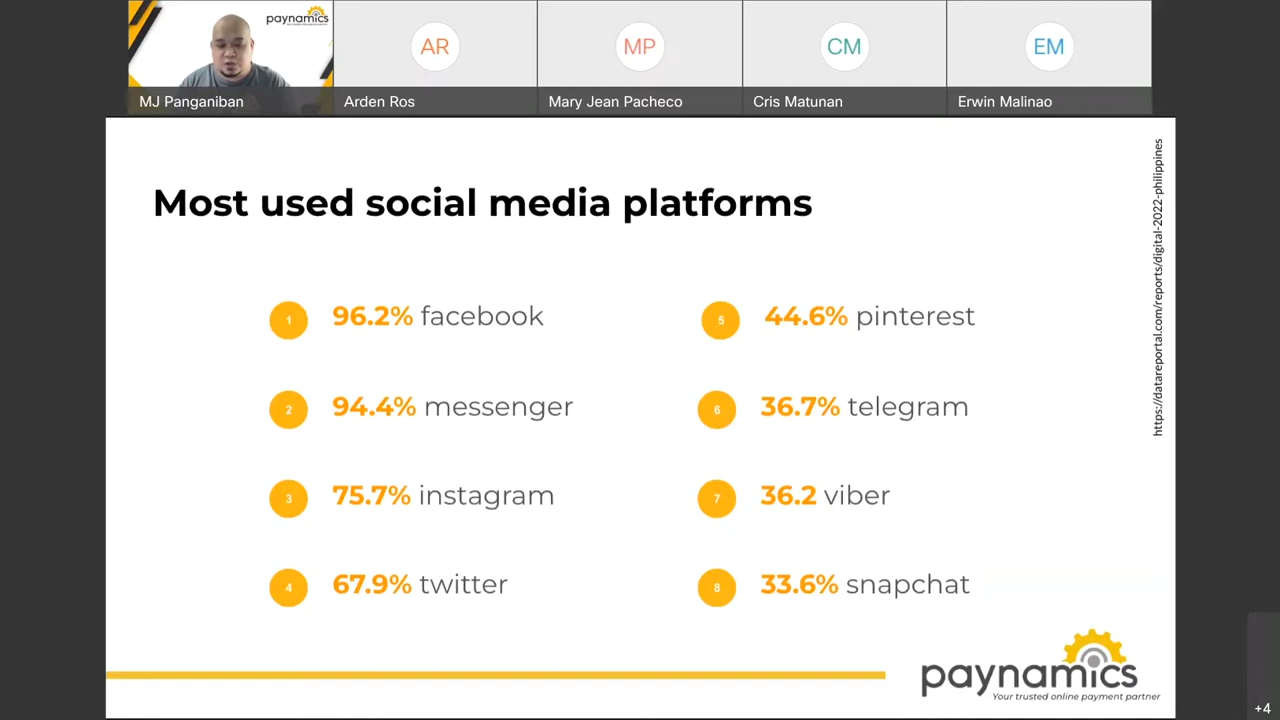 paynamics
AR
MP
CM
EM
MJ Panganiban
Arden Ros
Mary Jean Pacheco
Cris Matunan
Erwin Malinao
Most used social media platforms
https://datareportal.com/reports/digital-2022-philippines
1 96.2% facebook
2 94.4% messenger
3 75.7% instagram
4 67.9% twitter
5 44.6% pinterest
6 36.7% telegram
7 36.2 viber
8 33.6% snapchat
paynamics
Your trusted online payment partner
+4